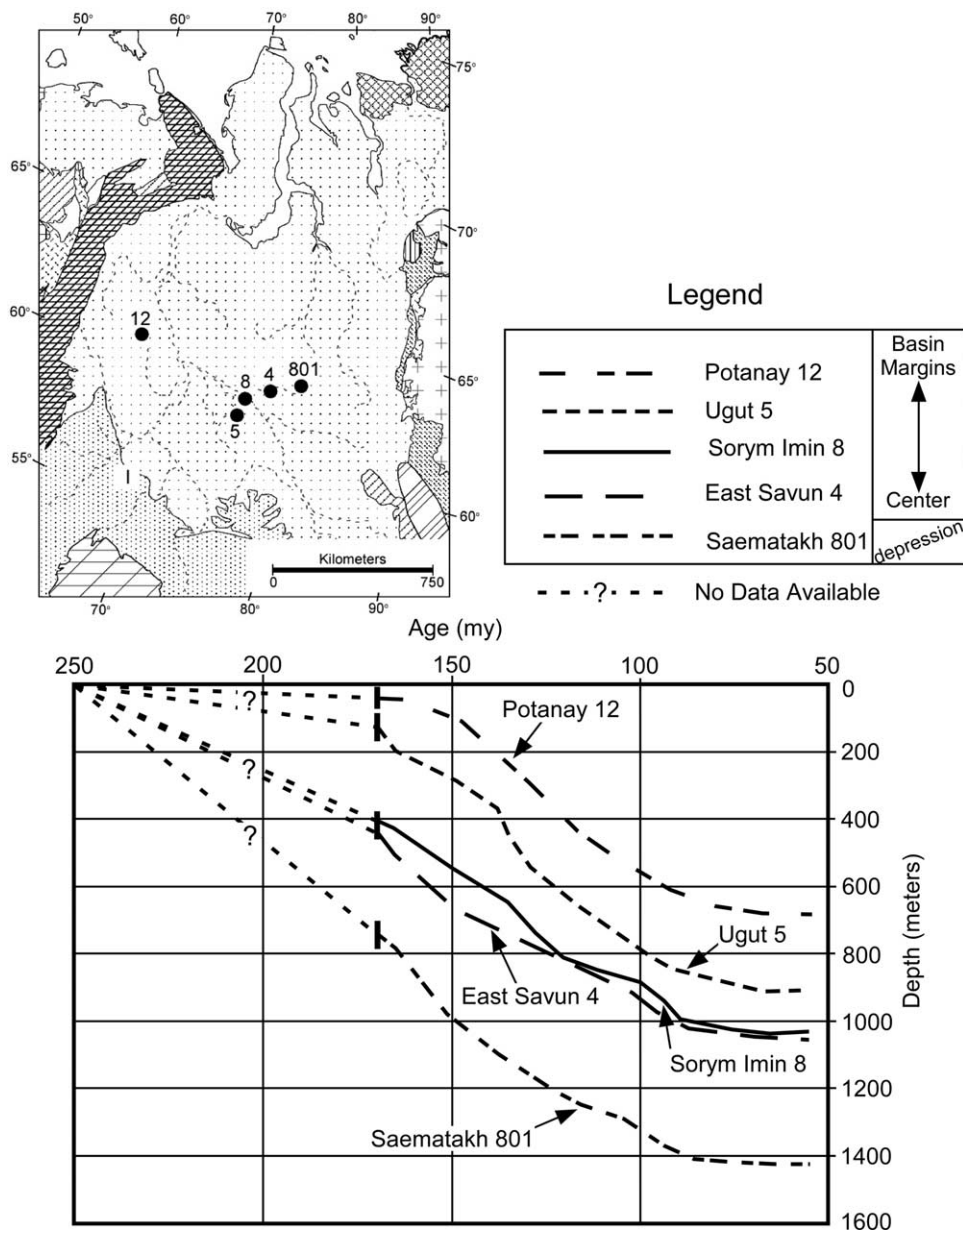 50° 60° 70° 80° 90°
75°
65°
70°
60°
12
8 4 801
5
65°
55°
60°
Kilometers
0 750
70° 80° 90°
Legend
Potanay 12
Ugut 5
Sorym Imin 8
East Savun 4
Saematakh 801
Basin
Margins
Center
depression
? No Data Available
Age (my)
250 200 150 100 50
0
200
400
600
800
1000
1200
1400
1600
Depth (meters)
?
?
?
Potanay 12
Ugut 5
East Savun 4
Sorym Imin 8
Saematakh 801